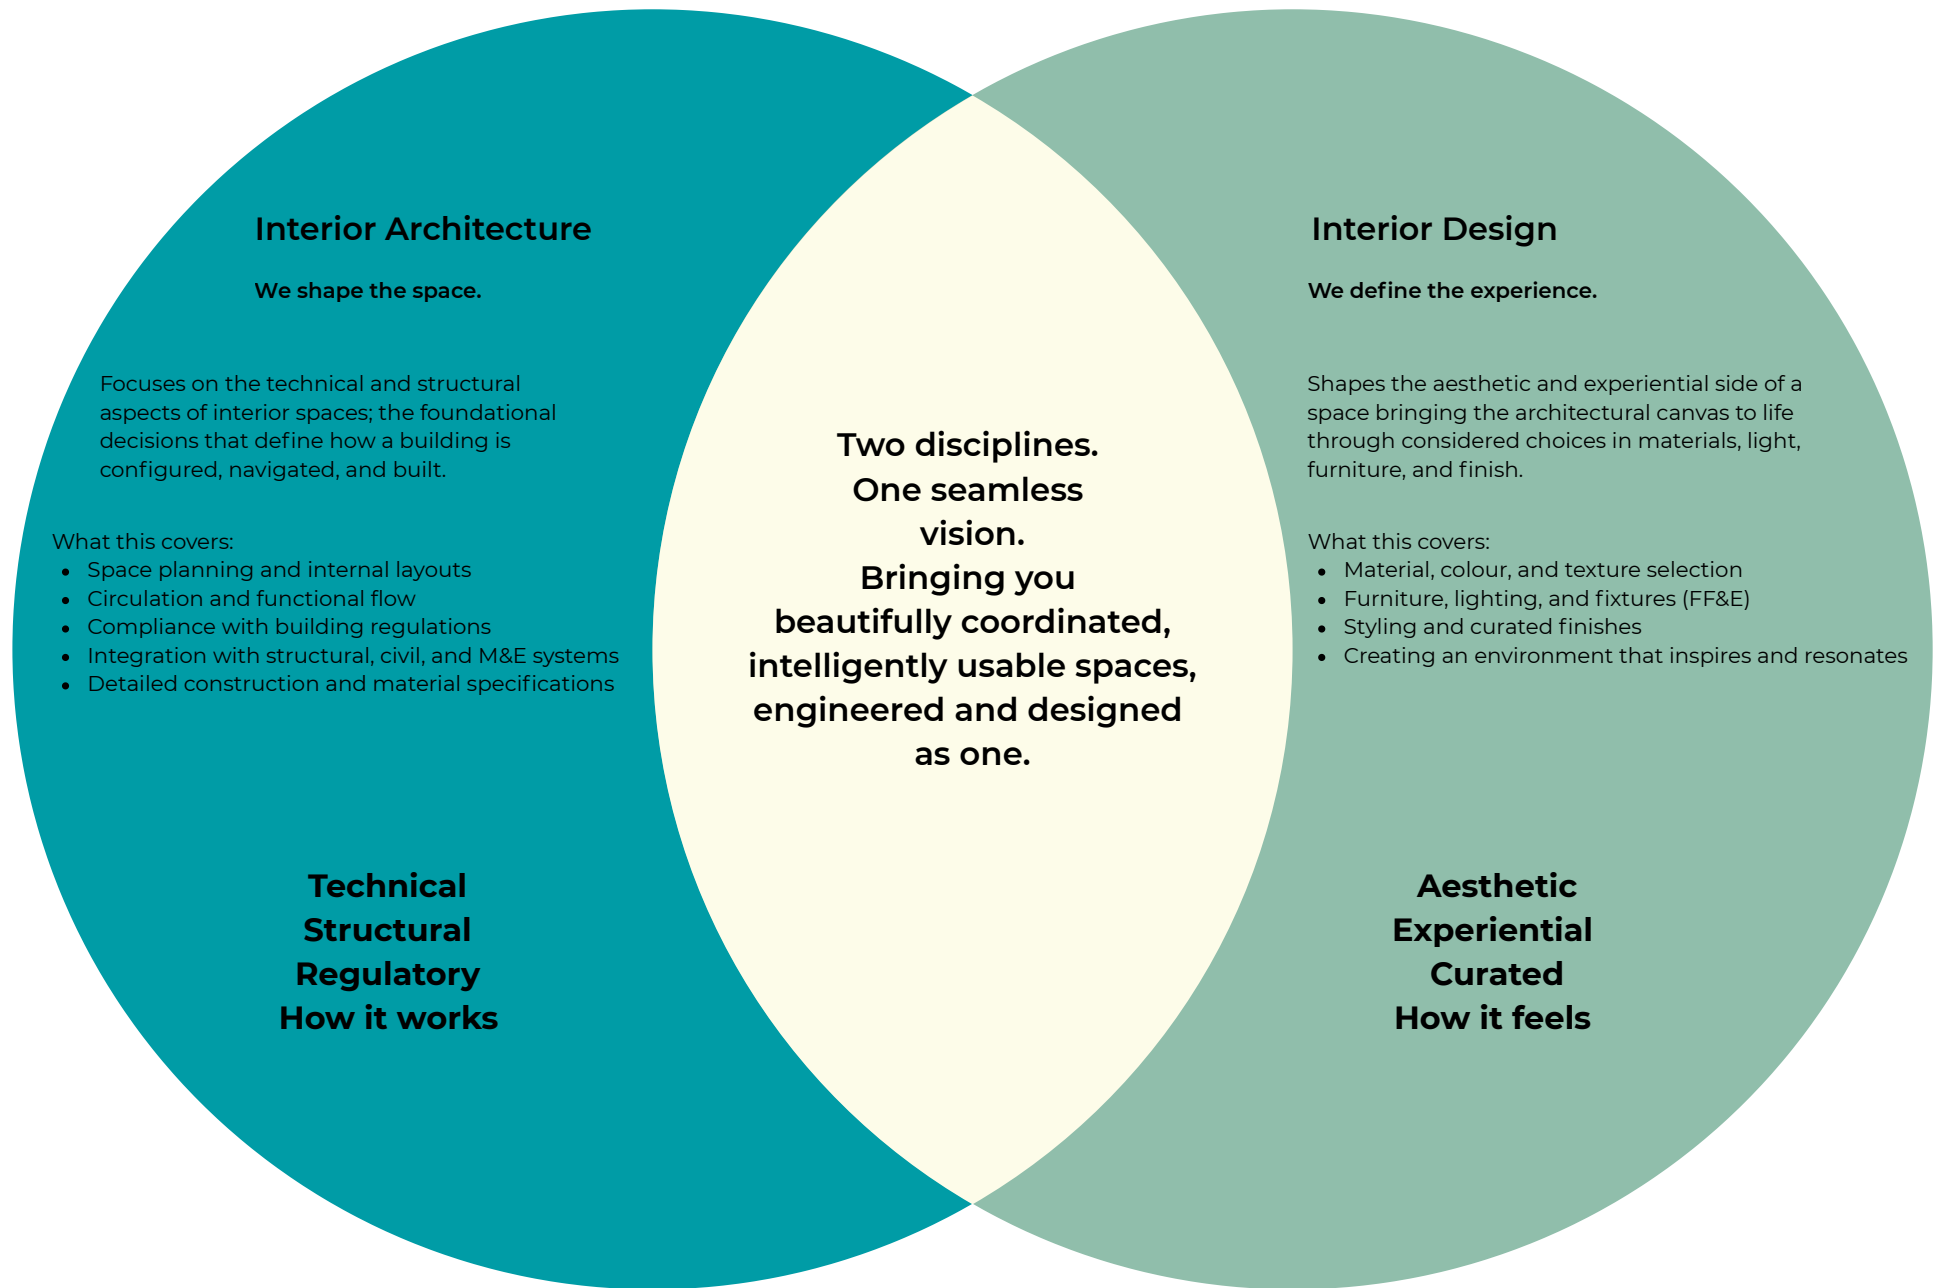 Interior Architecture
We shape the space.
Focuses on the technical and structural
aspects of interior spaces; the foundational
decisions that define how a building is
configured, navigated, and built.
What this covers:
• Space planning and internal layouts
• Circulation and functional flow
• Compliance with building regulations
• Integration with structural, civil, and M&E systems
• Detailed construction and material specifications
Technical
Structural
Regulatory
How it works
Two disciplines.
One seamless
vision.
Bringing you
beautifully coordinated,
intelligently usable spaces,
engineered and designed
as one.
Interior Design
We define the experience.
Shapes the aesthetic and experiential side of a
space bringing the architectural canvas to life
through considered choices in materials, light,
furniture, and finish.
What this covers:
• Material, colour, and texture selection
• Furniture, lighting, and fixtures (FF&E)
• Styling and curated finishes
• Creating an environment that inspires and resonates
Aesthetic
Experiential
Curated
How it feels